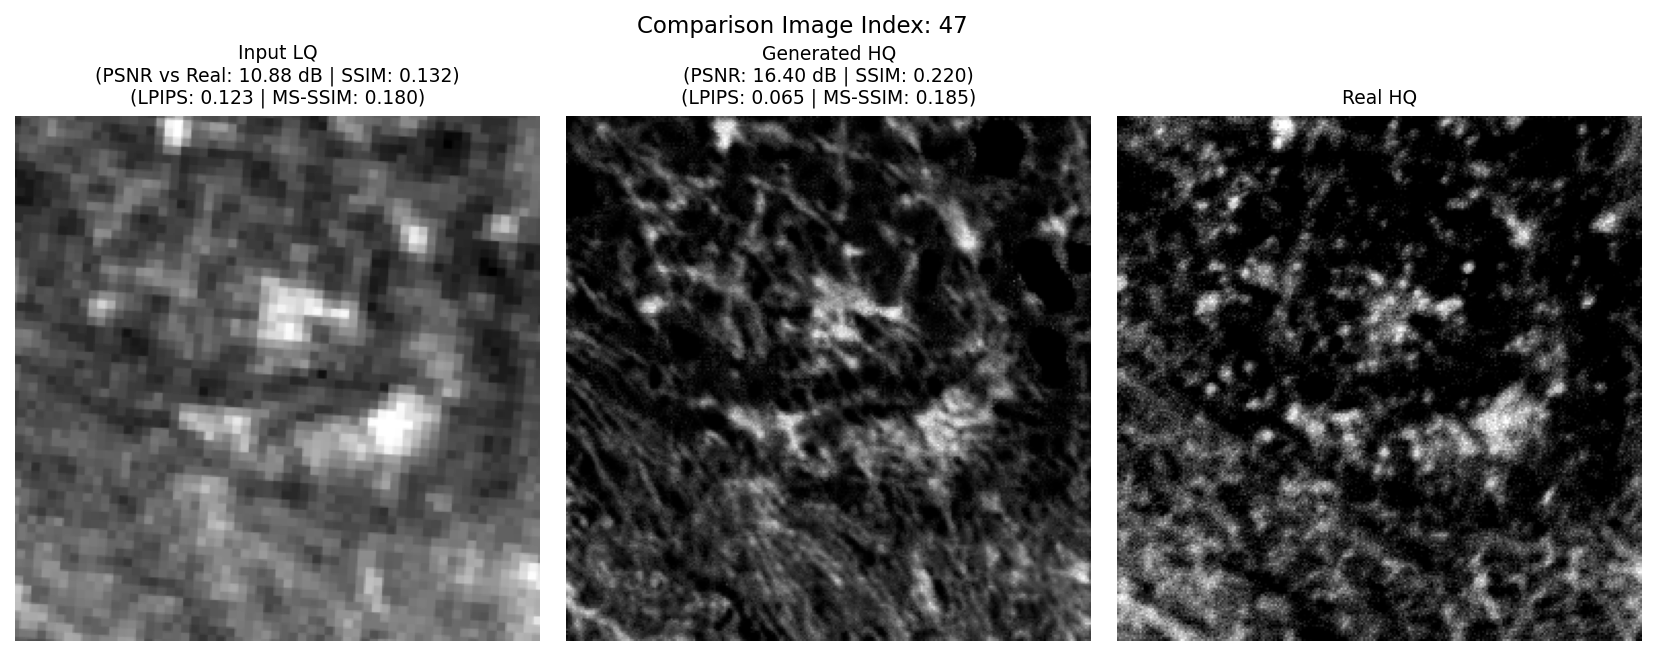 Comparison Image Index: 47
Input LQ
(PSNR vs Real: 10.88 dB | SSIM: 0.132)
(LPIPS: 0.123 | MS-SSIM: 0.180)
Generated HQ
(PSNR: 16.40 dB | SSIM: 0.220)
(LPIPS: 0.065 | MS-SSIM: 0.185)
Real HQ